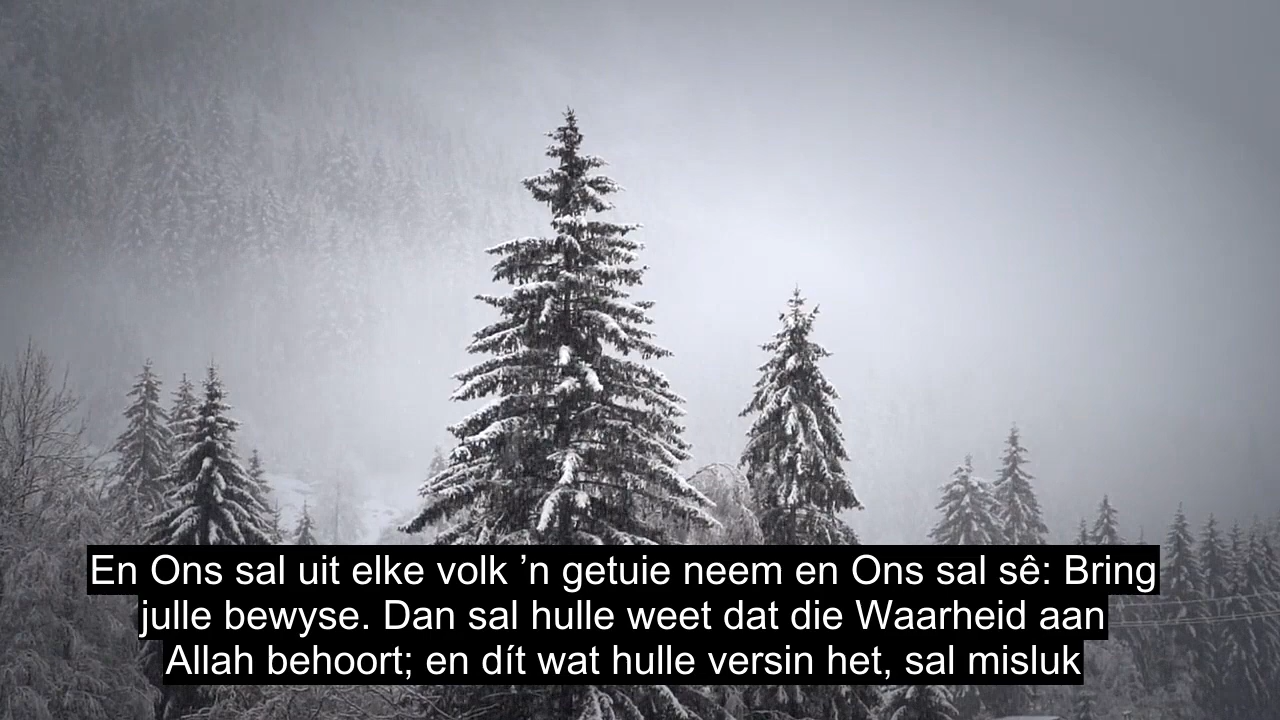 En Ons sal uit elke volk ’n getuie neem en Ons sal sê: Bring
julle bewyse. Dan sal hulle weet dat die Waarheid aan
Allah behoort; en dít wat hulle versin het, sal misluk